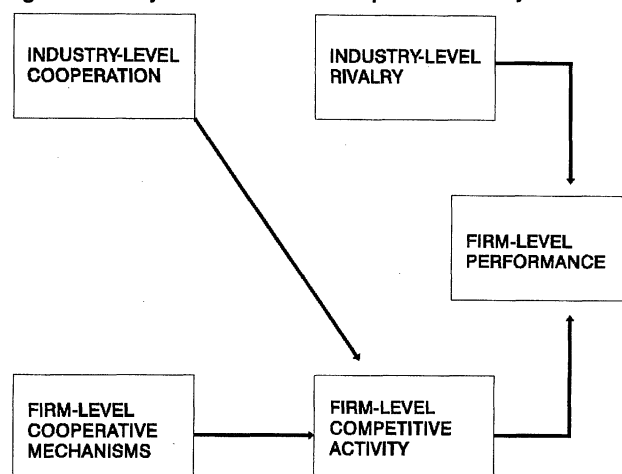 INDUSTRY-LEVEL
COOPERATION
INDUSTRY-LEVEL
RIVALRY
FIRM-LEVEL
PERFORMANCE
FIRM-LEVEL
COOPERATIVE
MECHANISMS
FIRM-LEVEL
COMPETITIVE
ACTIVITY